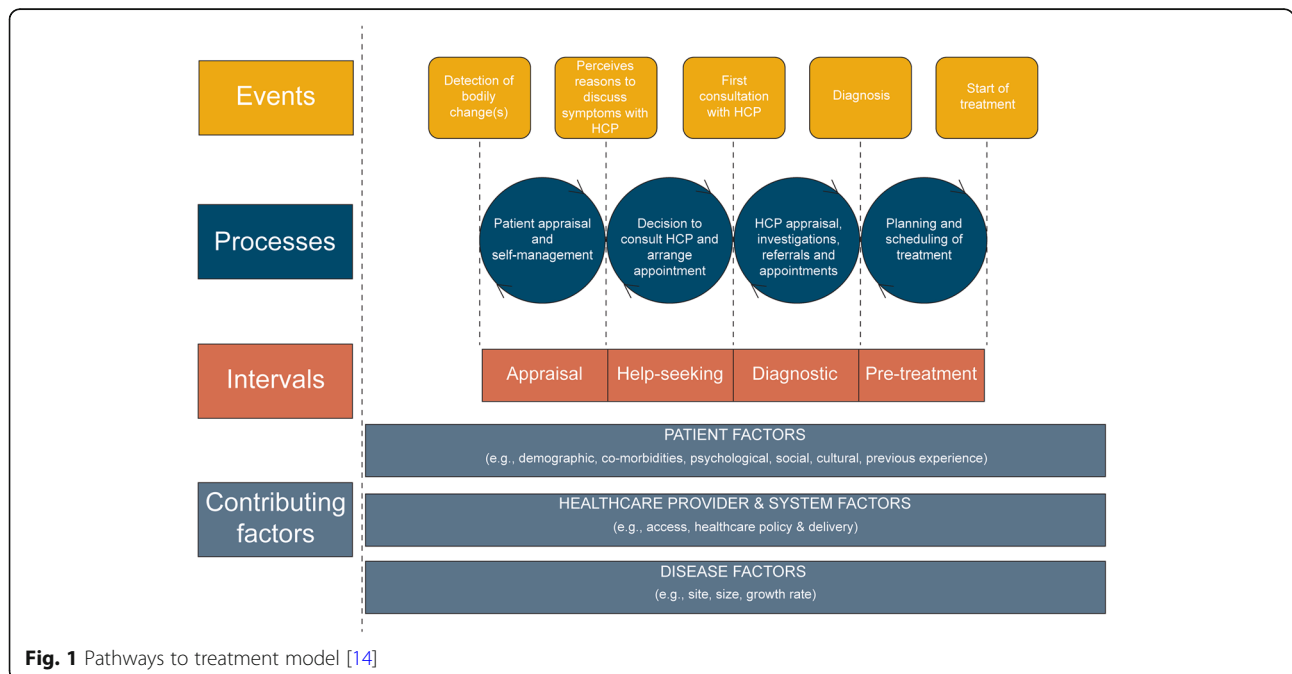 Events
Detection of
bodily
change(s)
Perceives
reasons to
discuss
symptoms with
HCP
First
consultation
with HCP
Diagnosis
Start of
treatment
Processes
Patient appraisal
and
self-management
Decision to
consult HCP and
arrange
appointment
HCP appraisal,
investigations,
referrals and
appointments
Planning and
scheduling of
treatment
Intervals
Appraisal
Help-seeking
Diagnostic
Pre-treatment
Contributing
factors
PATIENT FACTORS
(e.g., demographic, co-morbidities, psychological, social, cultural, previous experience)
HEALTHCARE PROVIDER & SYSTEM FACTORS
(e.g., access, healthcare policy & delivery)
DISEASE FACTORS
(e.g., site, size, growth rate)
Fig. 1 Pathways to treatment model [14]